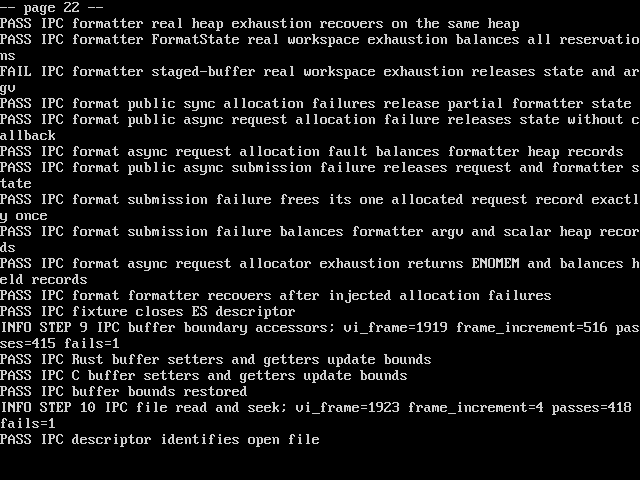 -- page 22 --
PASS IPC formatter real heap exhaustion recovers on the same heap
PASS IPC formatter FormatState real workspace exhaustion balances all reservatio
ns
FAIL IPC formatter staged-buffer real workspace exhaustion releases state and ar
gv
PASS IPC format public sync allocation failures release partial formatter state
PASS IPC format public async request allocation failure releases state without c
allback
PASS IPC format async request allocation fault balances formatter heap records
PASS IPC format public async submission failure releases request and formatter s
tate
PASS IPC format submission failure frees its one allocated request record exactl
y once
PASS IPC format submission failure balances formatter argv and scalar heap recor
ds
PASS IPC format async request allocator exhaustion returns ENOMEM and balances h
eld records
PASS IPC format formatter recovers after injected allocation failures
PASS IPC fixture closes ES descriptor
INFO STEP 9 IPC buffer boundary accessors; vi_frame=1919 frame_increment=516 pas
ses=415 fails=1
PASS IPC Rust buffer setters and getters update bounds
PASS IPC C buffer setters and getters update bounds
PASS IPC buffer bounds restored
INFO STEP 10 IPC file read and seek; vi_frame=1923 frame_increment=4 passes=418
fails=1
PASS IPC descriptor identifies open file